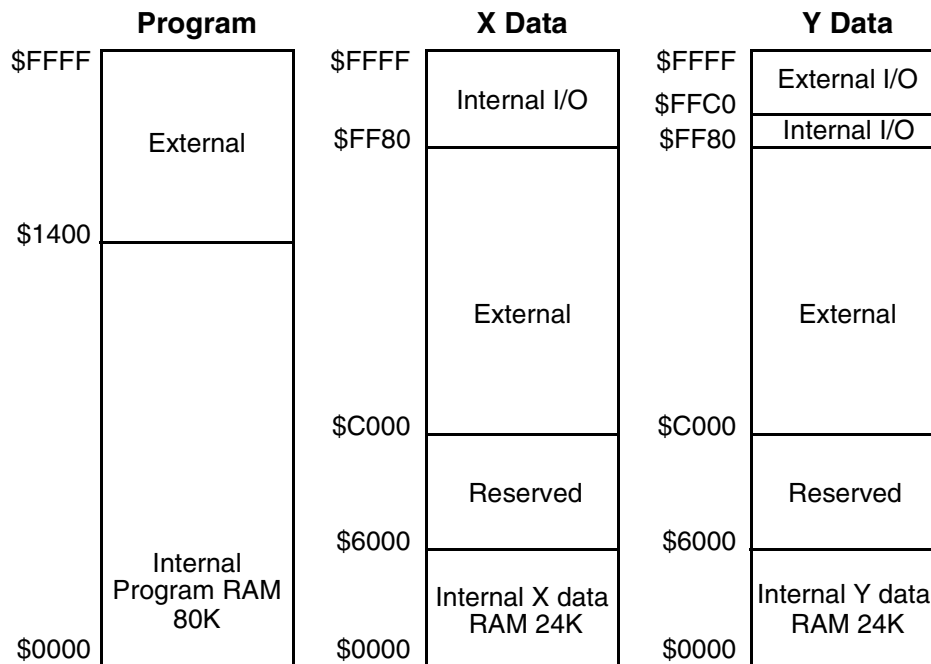 Program
$FFFF
External
$1400
Internal
Program RAM
80K
$0000
X Data
$FFFF
Internal I/O
$FF80
External
$C000
Reserved
$6000
Internal X data
RAM 24K
$0000
Y Data
$FFFF
External I/O
$FFC0
Internal I/O
$FF80
External
$C000
Reserved
$6000
Internal Y data
RAM 24K
$0000